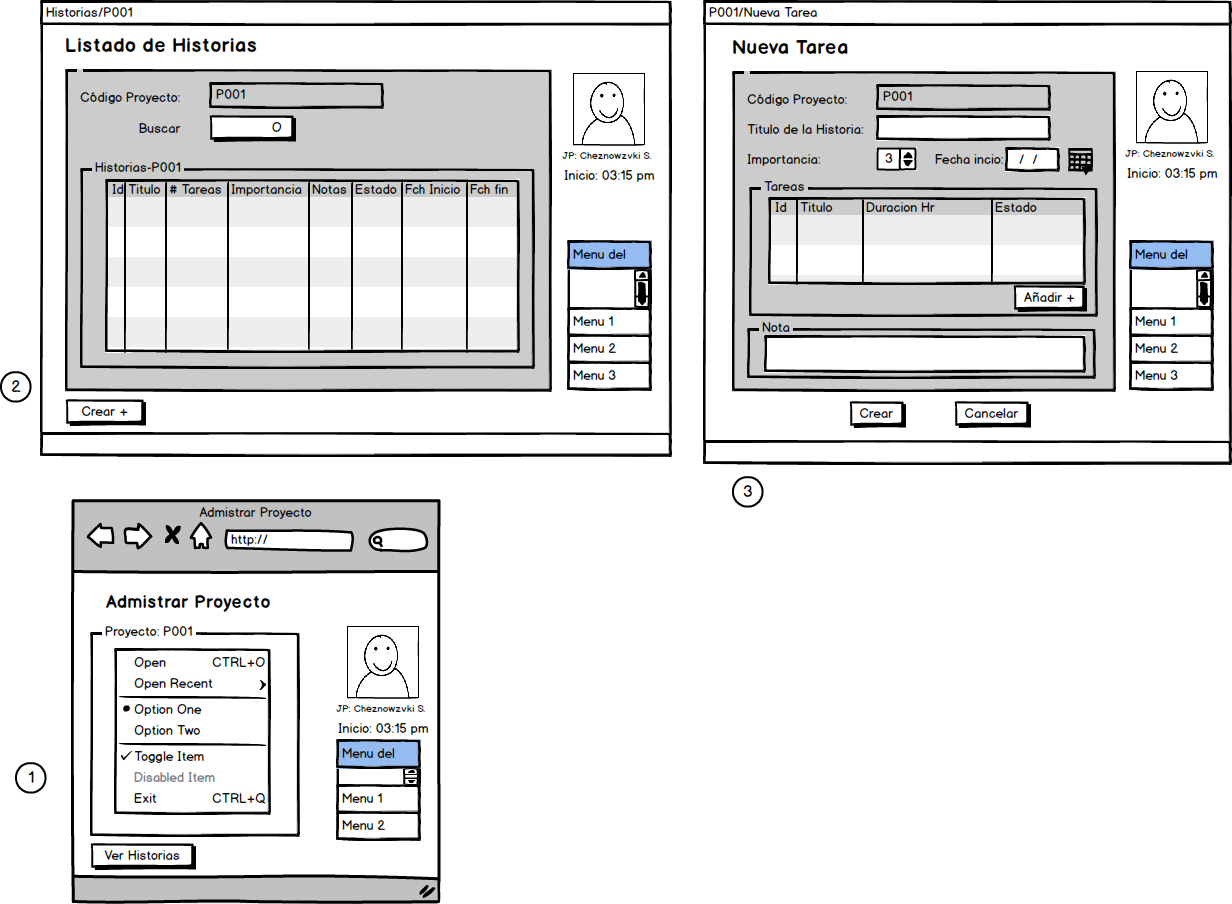 Historias/P001
Listado de Historias
Código Proyecto: P001
Buscar
Historias-P001
Id Titulo # Tareas Importancia Notas Estado Fch Inicio Fch fin
JP: Cheznowzvki S.
Inicio: 03:15 pm
Menu del
Menu 1
Menu 2
Menu 3
Crear +
2
P001/Nueva Tarea
Nueva Tarea
Código Proyecto: P001
Titulo de la Historia:
Importancia: 3 Fecha incio: / /
Tareas
Id Titulo Duracion Hr Estado
Añadir +
Nota
Crear Cancelar
JP: Cheznowzvki S.
Inicio: 03:15 pm
Menu del
Menu 1
Menu 2
Menu 3
3
Admistrar Proyecto
http://
Admistrar Proyecto
Proyecto: P001
Open CTRL+O
Open Recent
Option One
Option Two
Toggle Item
Disabled Item
Exit CTRL+Q
Ver Historias
JP: Cheznowzvki S.
Inicio: 03:15 pm
Menu del
Menu 1
Menu 2
1